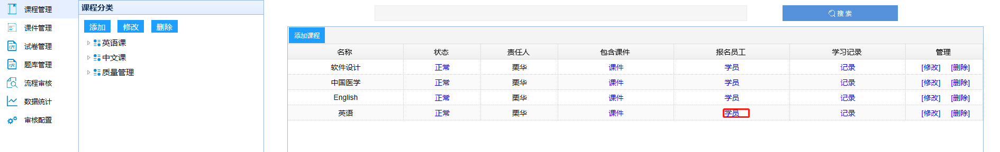 课程管理
课件管理
试卷管理
题库管理
流程审核
数据统计
审核配置
课程分类
添加 修改 删除
英语课
中文课
质量管理
搜 索
添加课程
名称 状态 责任人 包含课件 报名员工 学习记录 管理
软件设计 正常 栗华 课件 学员 记录 [修改] [删除]
中国医学 正常 栗华 课件 学员 记录 [修改] [删除]
English 正常 栗华 课件 学员 记录 [修改] [删除]
英语 正常 栗华 课件 学员 记录 [修改] [删除]